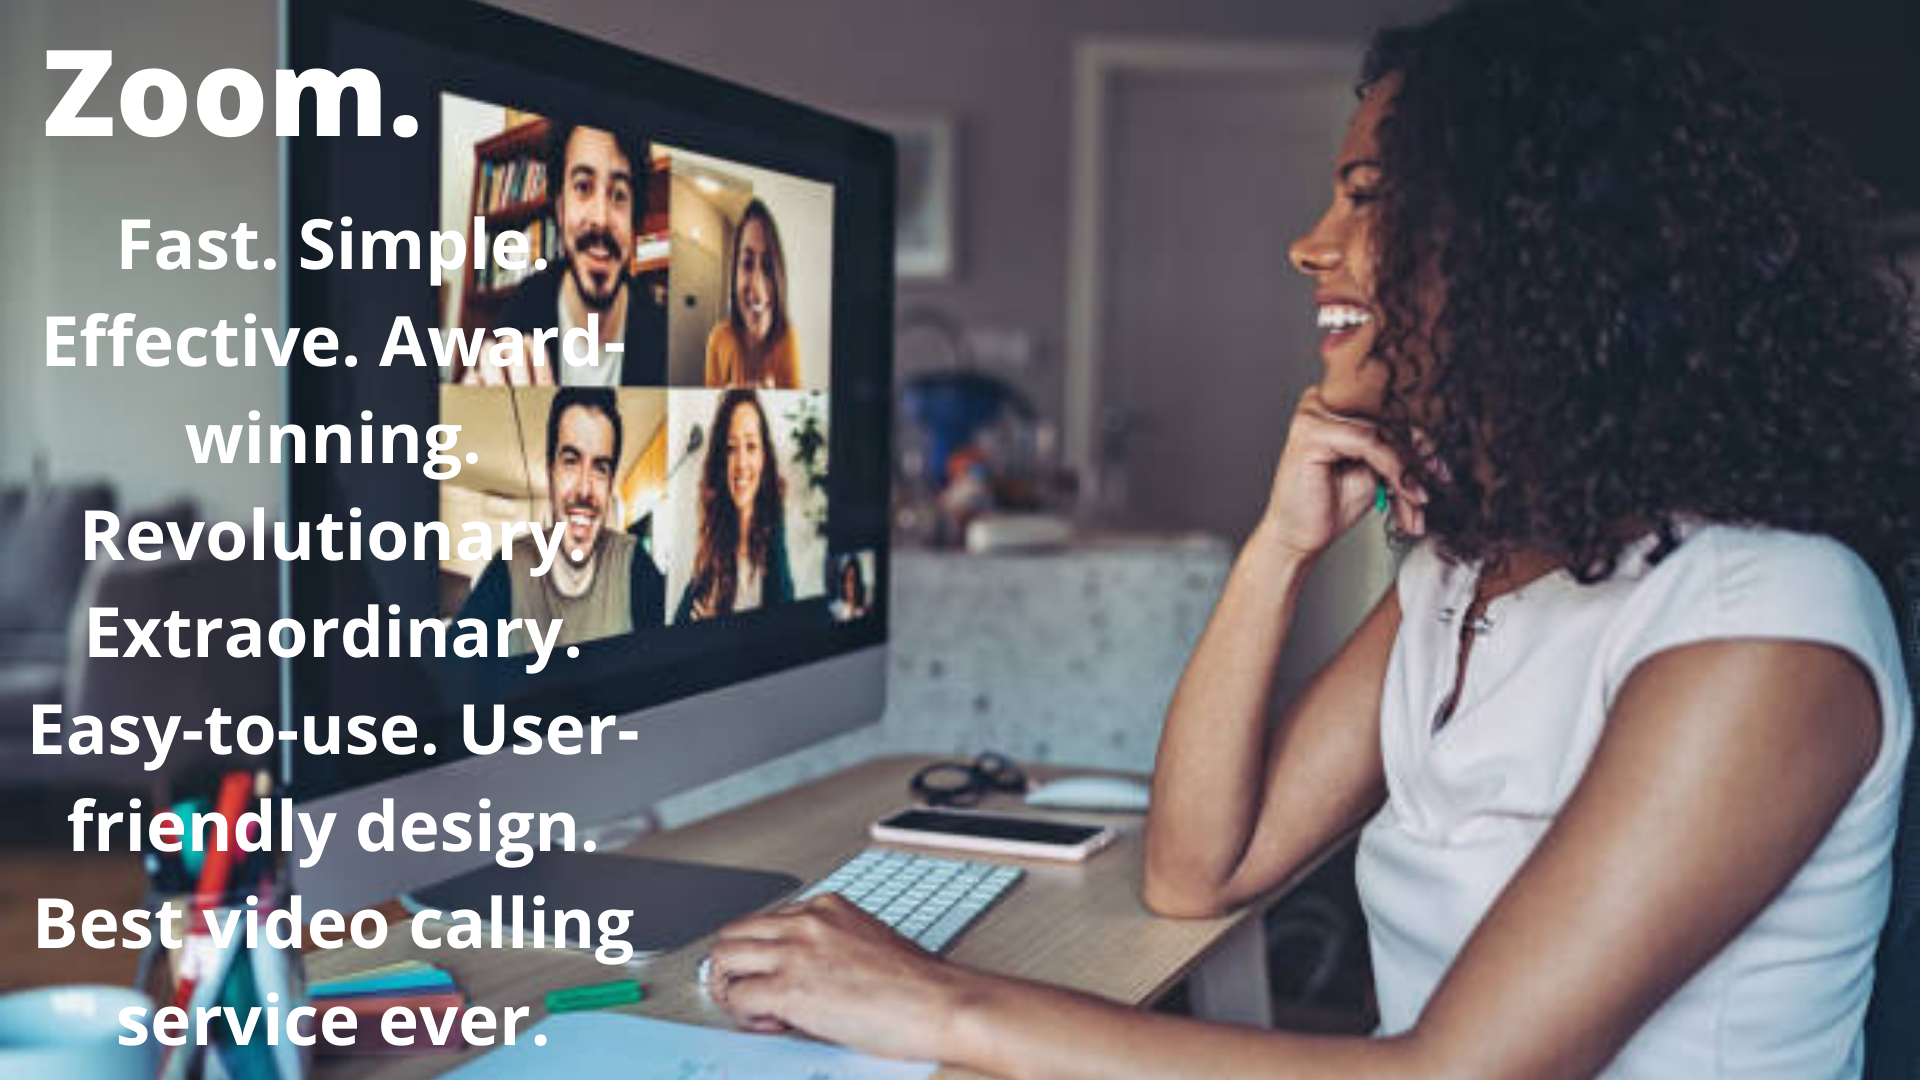 Zoom.
Fast. Simple.
Effective. Award-
winning.
Revolutionary.
Extraordinary.
Easy-to-use. User-
friendly design.
Best video calling
service ever.